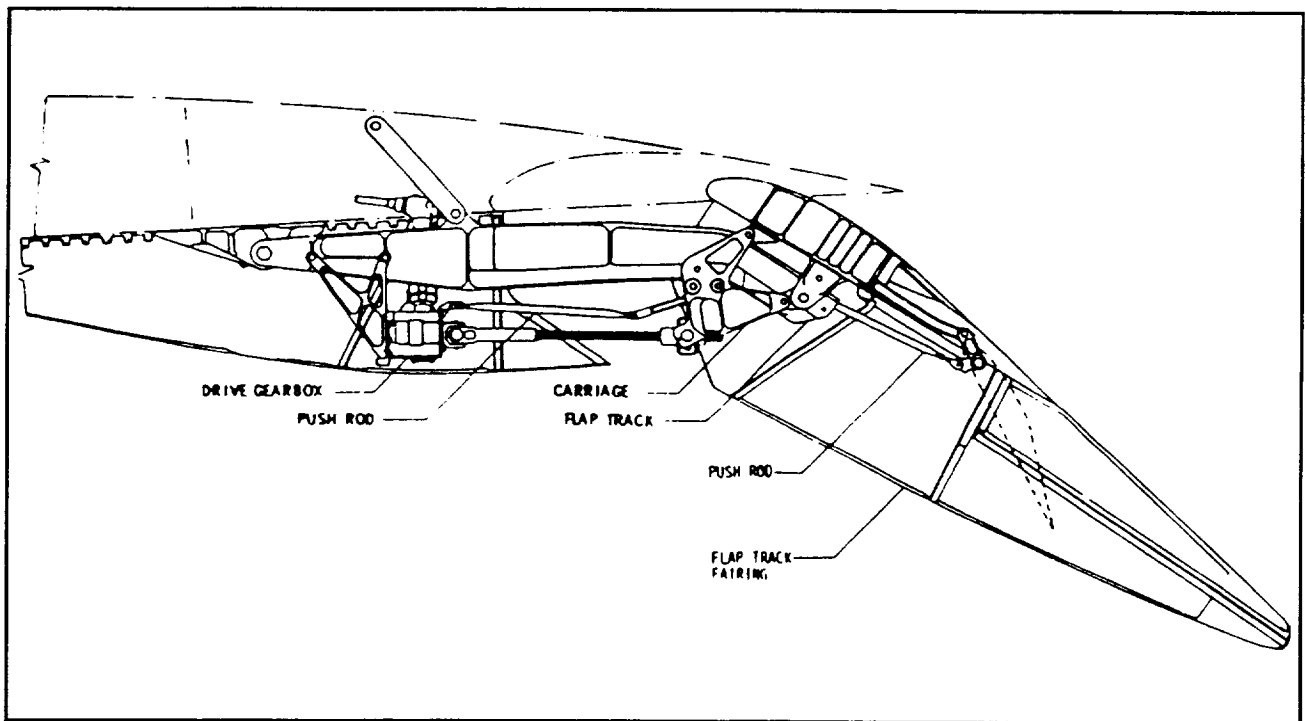 DRIVE GEARBOX
PUSH ROD
CARRIAGE
FLAP TRACK
PUSH ROD
FLAP TRACK
FAIRING